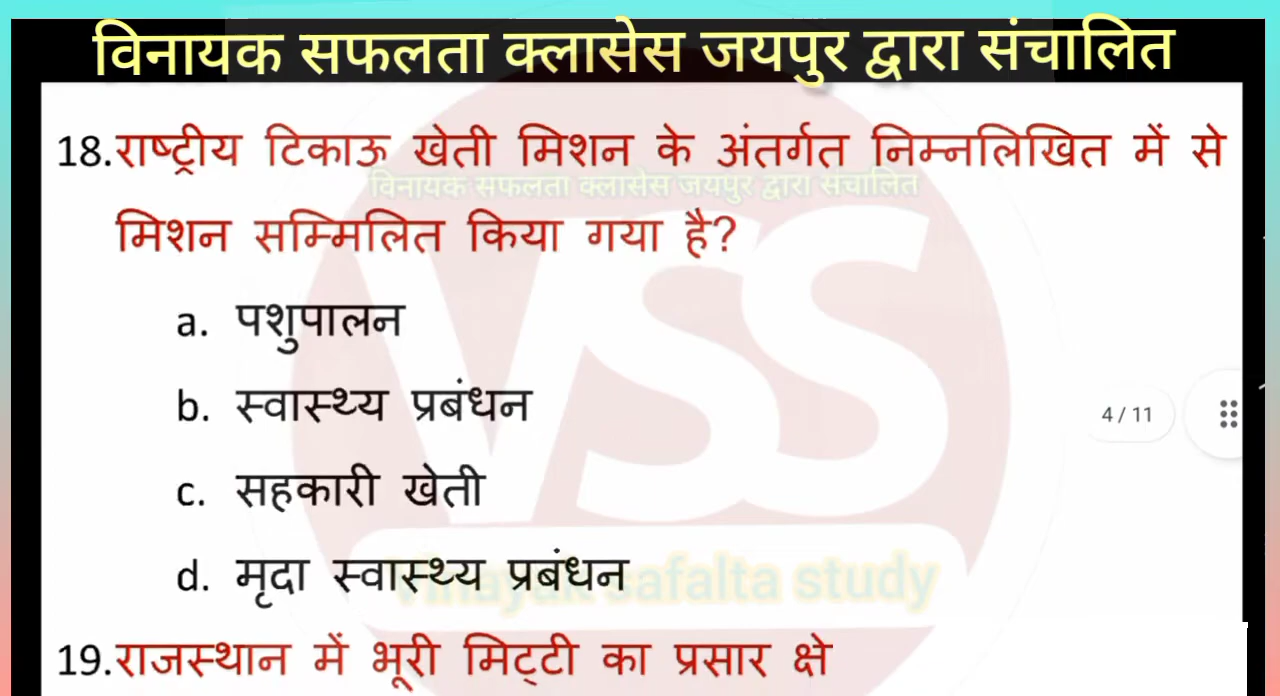 विनायक सफलता क्लासेस जयपुर द्वारा संचालित
18.राष्ट्रीय टिकाऊ खेती मिशन के अंतर्गत निम्नलिखित में से
विनायक सफलता क्लासेस जयपुर द्वारा संचालित
मिशन सम्मिलित किया गया है?
VSS
a. पशुपालन
b. स्वास्थ्य प्रबंधन
4 / 11
c. सहकारी खेती
d. मृदा स्वास्थ्य प्रबंधन
Vinayak safalta study
19.राजस्थान में भूरी मिट्टी का प्रसार क्षे